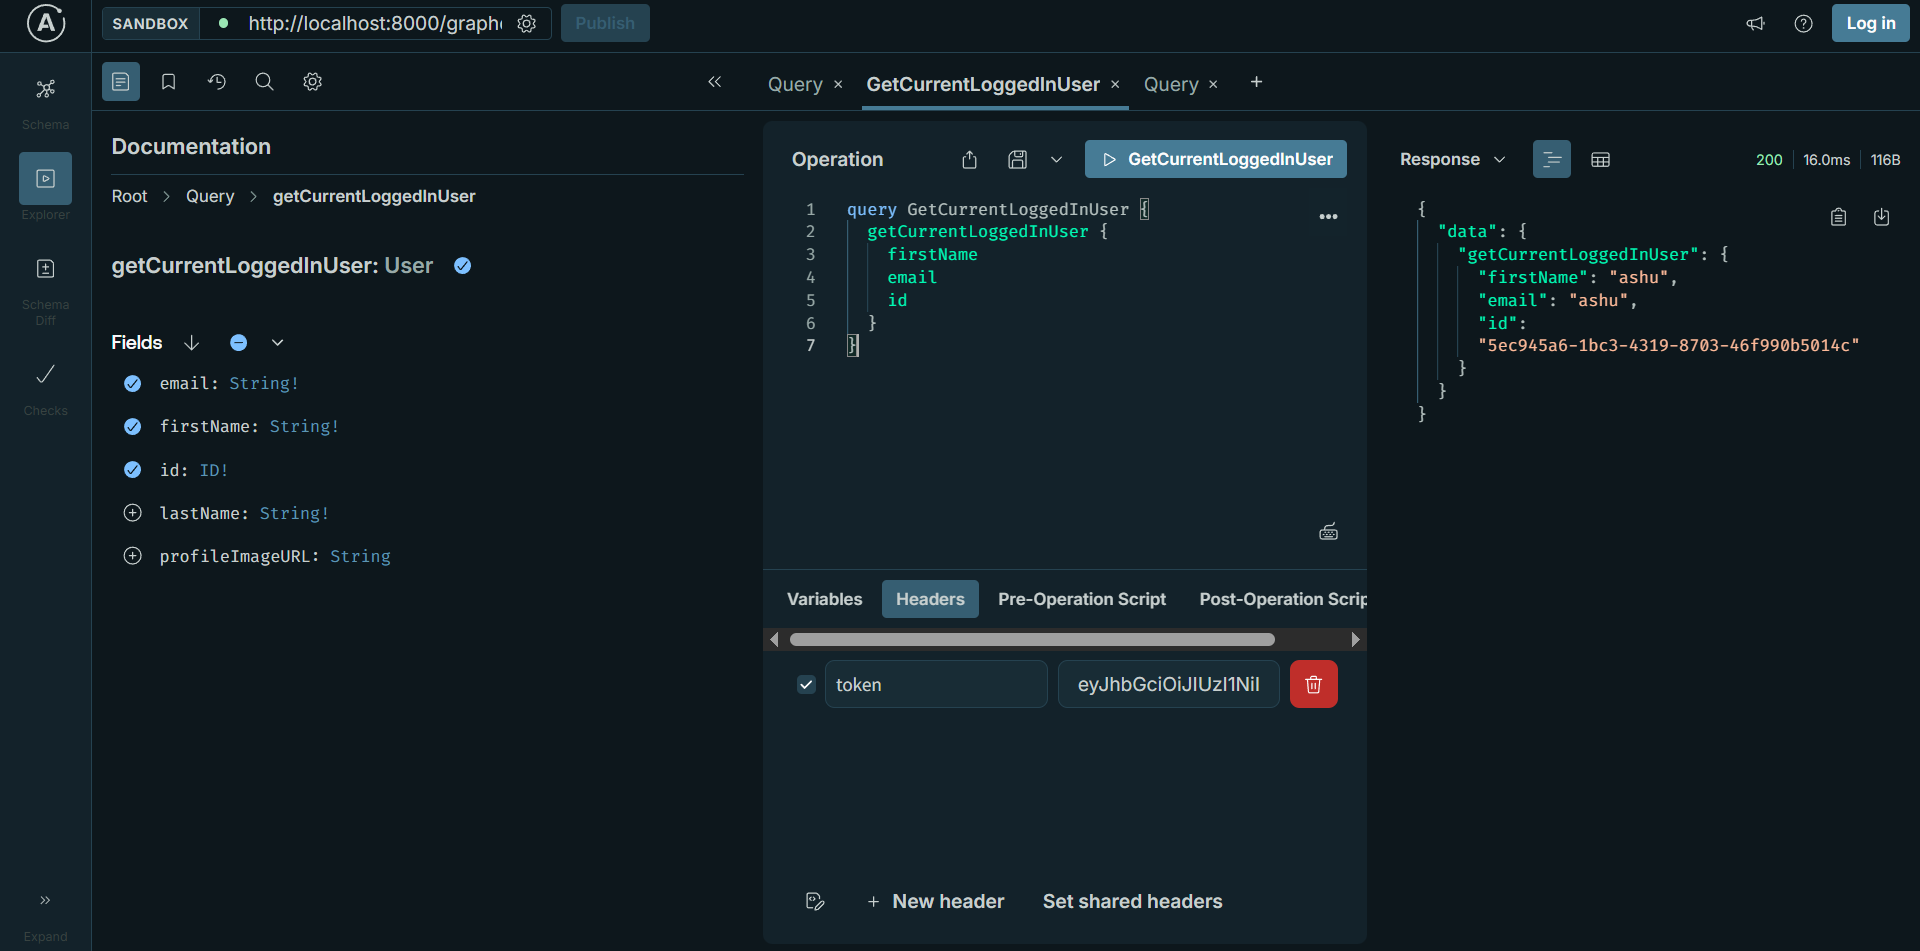 SANDBOX http://localhost:8000/graph Publish Log in
Schema
Explorer
Schema
Diff
Checks
Expand
Query × GetCurrentLoggedInUser × Query × +
Documentation
Root > Query > getCurrentLoggedInUser
getCurrentLoggedInUser: User
Fields
email: String!
firstName: String!
id: ID!
lastName: String!
profileImageURL: String
Operation GetCurrentLoggedInUser
1 query GetCurrentLoggedInUser {
2 getCurrentLoggedInUser {
3 firstName
4 email
5 id
6 }
7 }
Variables Headers Pre-Operation Script Post-Operation Scrip
token eyJhbGciOiJIUzI1NiI
+ New header Set shared headers
Response 200 16.0ms 116B
{
"data": {
"getCurrentLoggedInUser": {
"firstName": "ashu",
"email": "ashu",
"id":
"5ec945a6-1bc3-4319-8703-46f990b5014c"
}
}
}